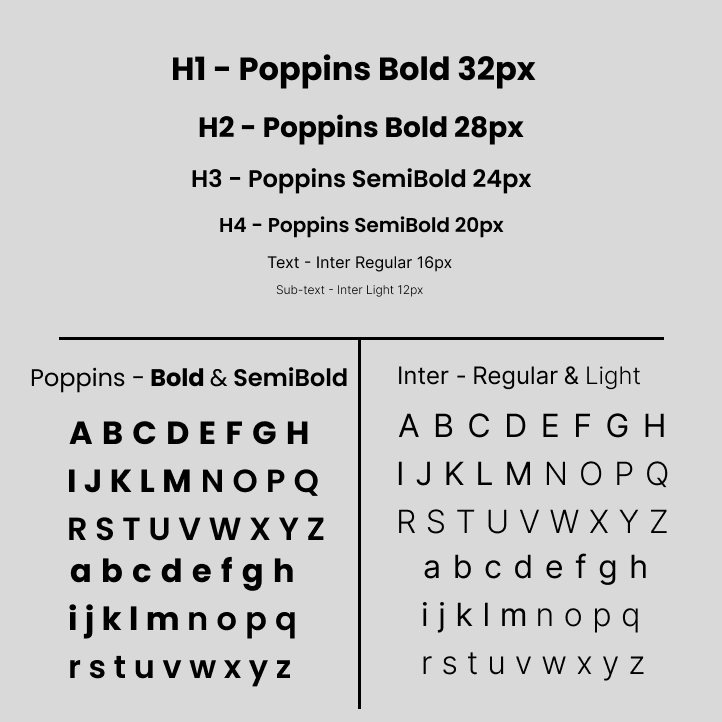 H1 - Poppins Bold 32px
H2 - Poppins Bold 28px
H3 - Poppins SemiBold 24px
H4 - Poppins SemiBold 20px
Text - Inter Regular 16px
Sub-text - Inter Light 12px
Poppins - Bold & SemiBold
A B C D E F G H
I J K L M N O P Q
R S T U V W X Y Z
a b c d e f g h
i j k l m n o p q
r s t u v w x y z
Inter - Regular & Light
A B C D E F G H
I J K L M N O P Q
R S T U V W X Y Z
a b c d e f g h
i j k l m n o p q
r s t u v w x y z